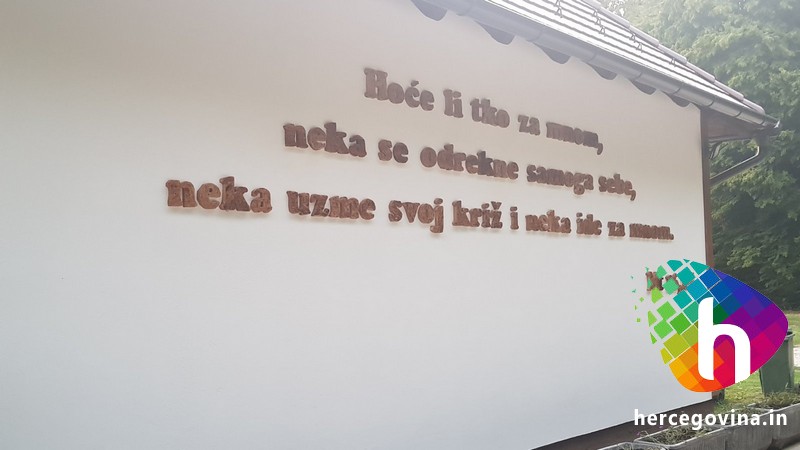 Hoće li tko za mnom,
neka se odrekne samoga sebe,
neka uzme svoj križ i neka ide za mnom.
h
hercegovina.in